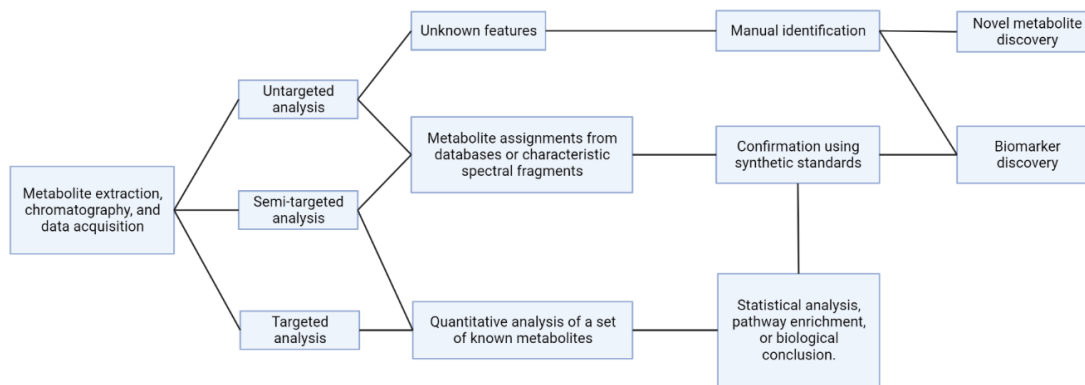 Unknown features
Manual identification
Novel metabolite
discovery
Untargeted
analysis
Metabolite assignments from
databases or characteristic
spectral fragments
Confirmation using
synthetic standards
Biomarker
discovery
Metabolite extraction,
chromatography, and
data acquisition
Semi-targeted
analysis
Targeted
analysis
Quantitative analysis of a set
of known metabolites
Statistical analysis,
pathway enrichment,
or biological
conclusion.